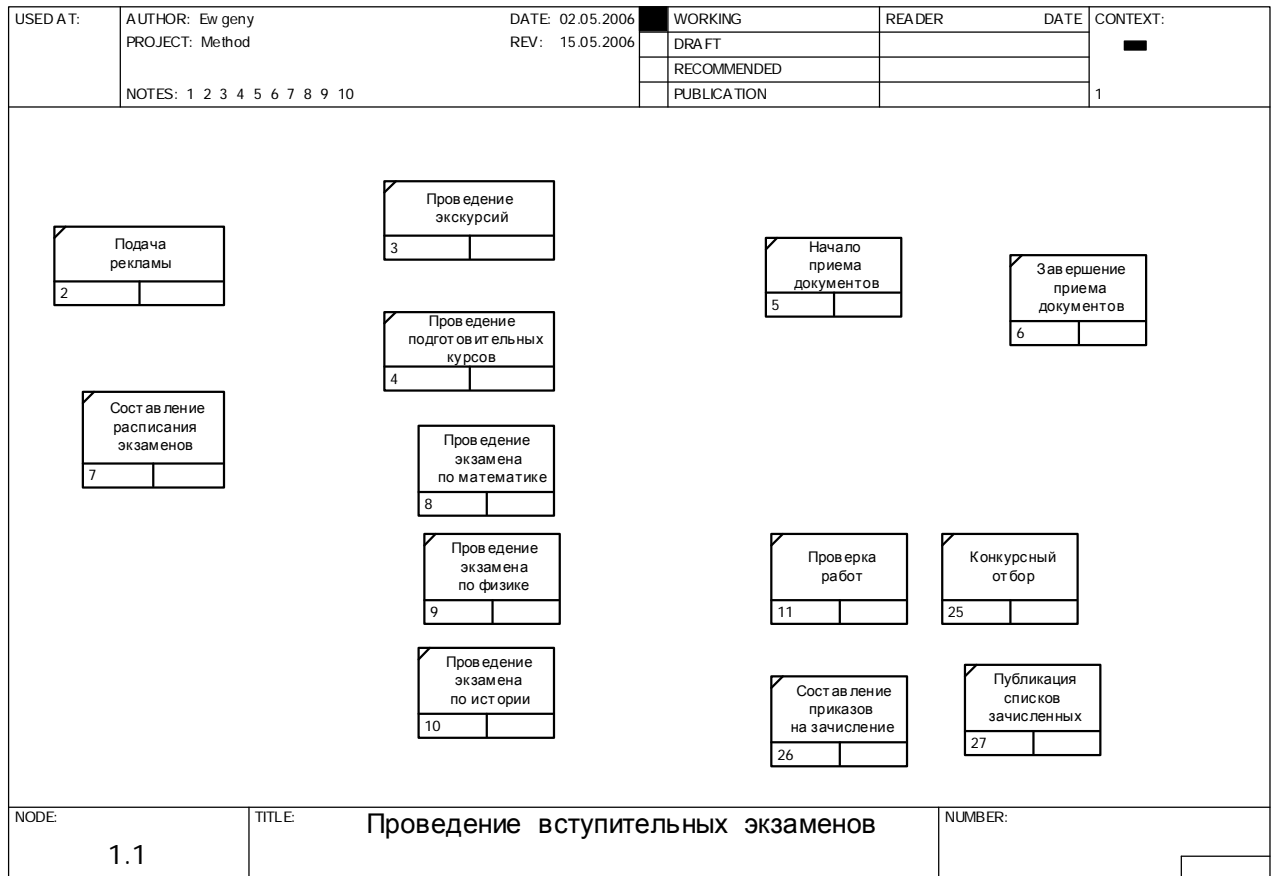 USED AT:
AUTHOR: Ewgeny
DATE: 02.05.2006
PROJECT: Method
REV: 15.05.2006
NOTES: 1 2 3 4 5 6 7 8 9 10
WORKING
DRAFT
RECOMMENDED
PUBLICATION
READER DATE
CONTEXT:
1
Подача
рекламы
2
Проведение
экскурсий
3
Начало
приема
документов
5
Завершение
приема
документов
6
Проведение
подготовительных
курсов
4
Составление
расписания
экзаменов
7
Проведение
экзамена
по математике
8
Проведение
экзамена
по физике
9
Проверка
работ
11
Конкурсный
отбор
25
Проведение
экзамена
по истории
10
Составление
приказов
на зачисление
26
Публикация
списков
зачисленных
27
NODE:
1.1
TITLE:
Проведение вступительных экзаменов
NUMBER: